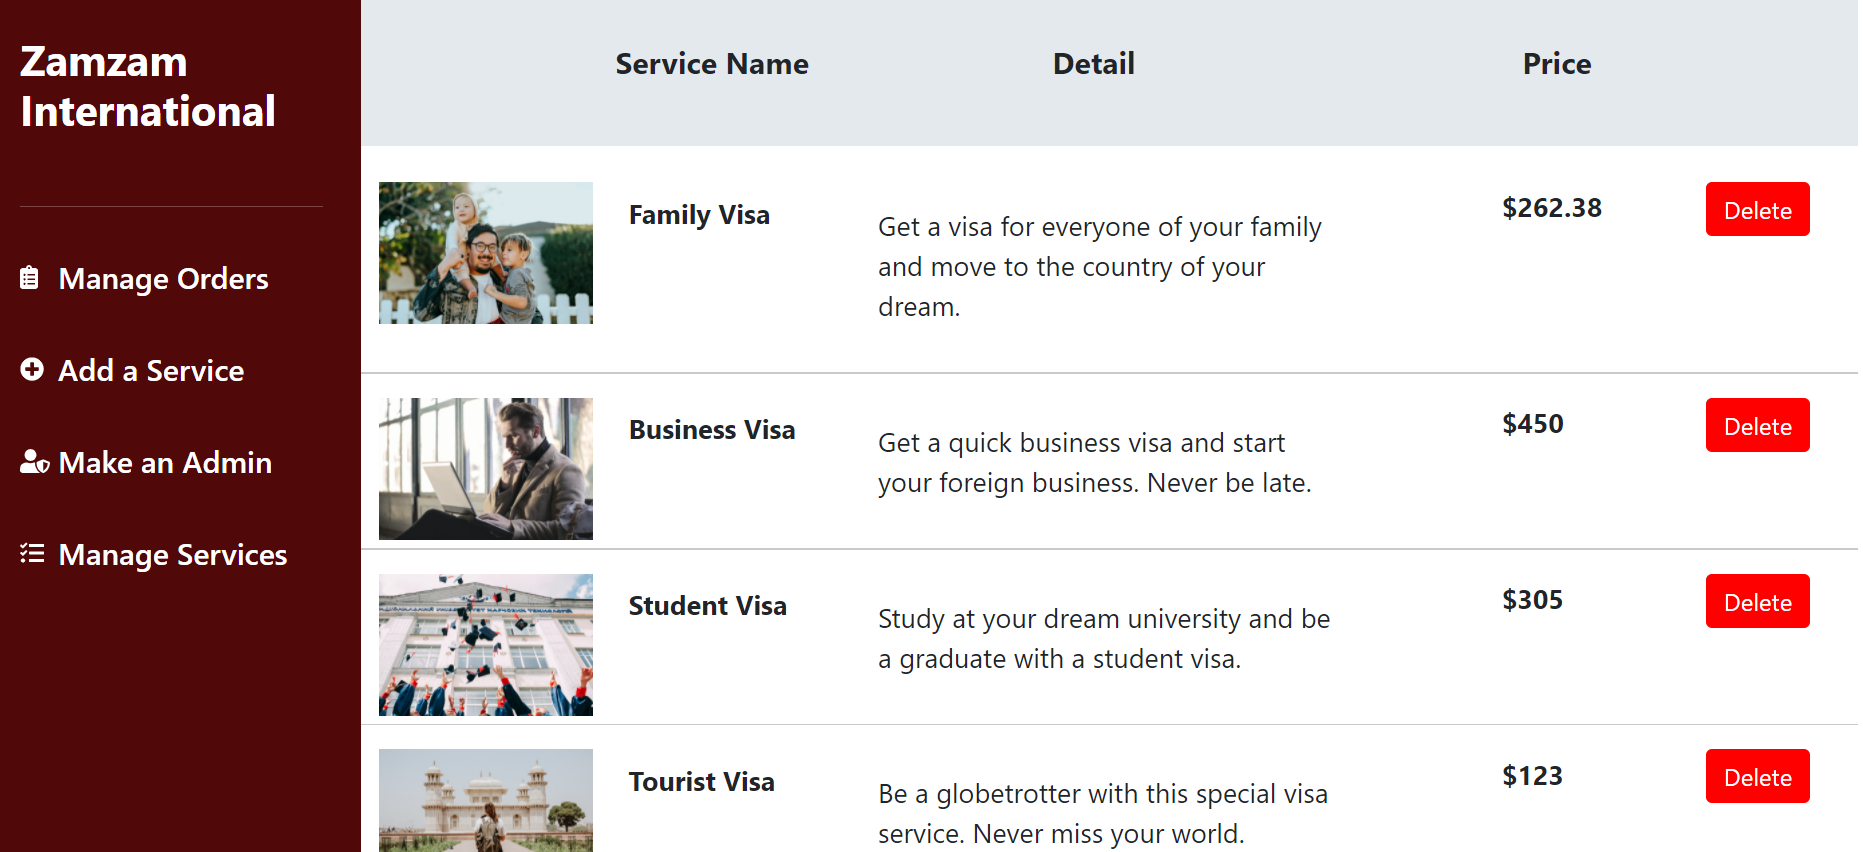 Zamzam
International
Manage Orders
Add a Service
Make an Admin
Manage Services
Service Name
Detail
Price
Family Visa
Get a visa for everyone of your family
and move to the country of your
dream.
$262.38
Delete
Business Visa
Get a quick business visa and start
your foreign business. Never be late.
$450
Delete
Student Visa
Study at your dream university and be
a graduate with a student visa.
$305
Delete
Tourist Visa
Be a globetrotter with this special visa
service. Never miss your world.
$123
Delete